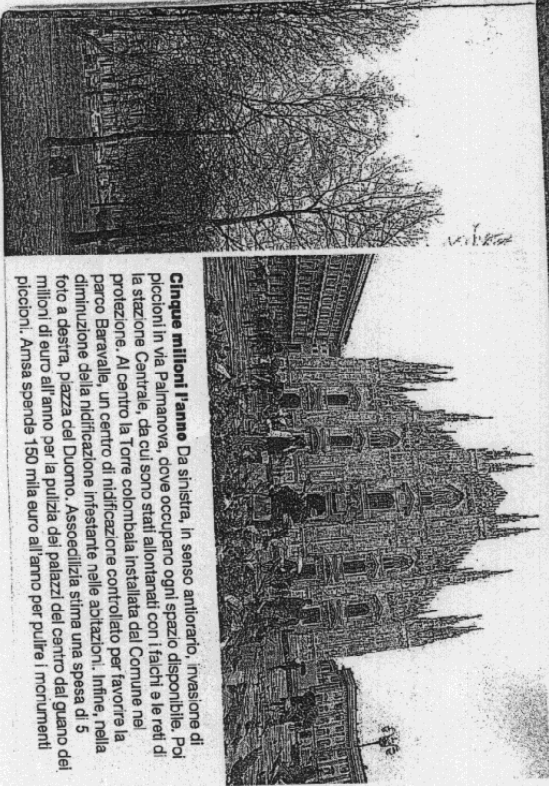 Cinque milioni l'anno Da sinistra, in senso antiorario, invasione di
piccioni in via Palmanova, dove occupano ogni spazio disponibile. Poi
la stazione Centrale, da cui sono stati allontanati con i falchi e le reti di
protezione. Al centro la Torre colombaia installata dal Comune nel
parco Baravalle, un centro di nidificazione controllato per favorire la
diminuzione della nidificazione infestante nelle abitazioni. Infine, nella
foto a destra, piazza del Duomo. Assoedilizia stima una spesa di 5
milioni di euro all'anno per la pulizia dei palazzi del centro dal guano dei
piccioni. Amsa spende 150 mila euro all'anno per pulire i monumenti